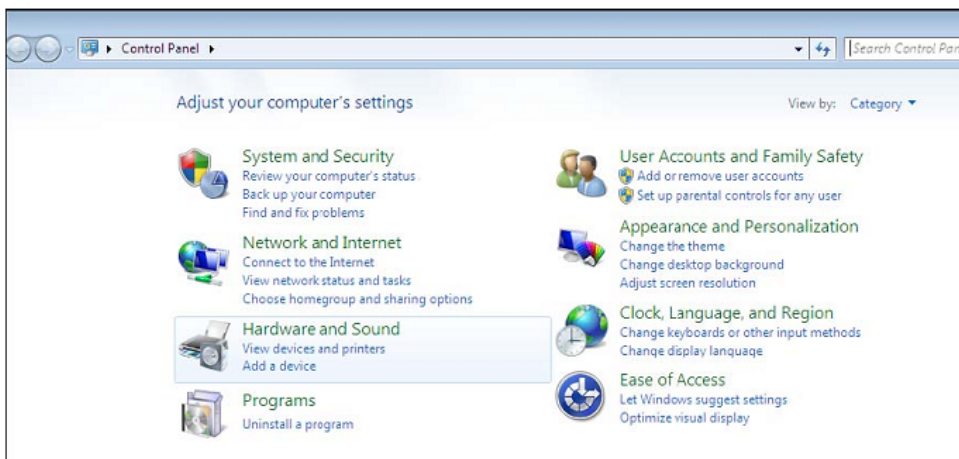 Control Panel
Search Control Pan
Adjust your computer's settings
View by: Category
System and Security
Review your computer's status
Back up your computer
Find and fix problems
Network and Internet
Connect to the Internet
View network status and tasks
Choose homegroup and sharing options
Hardware and Sound
View devices and printers
Add a device
Programs
Uninstall a program
User Accounts and Family Safety
Add or remove user accounts
Set up parental controls for any user
Appearance and Personalization
Change the theme
Change desktop background
Adjust screen resolution
Clock, Language, and Region
Change keyboards or other input methods
Change display language
Ease of Access
Let Windows suggest settings
Optimize visual display